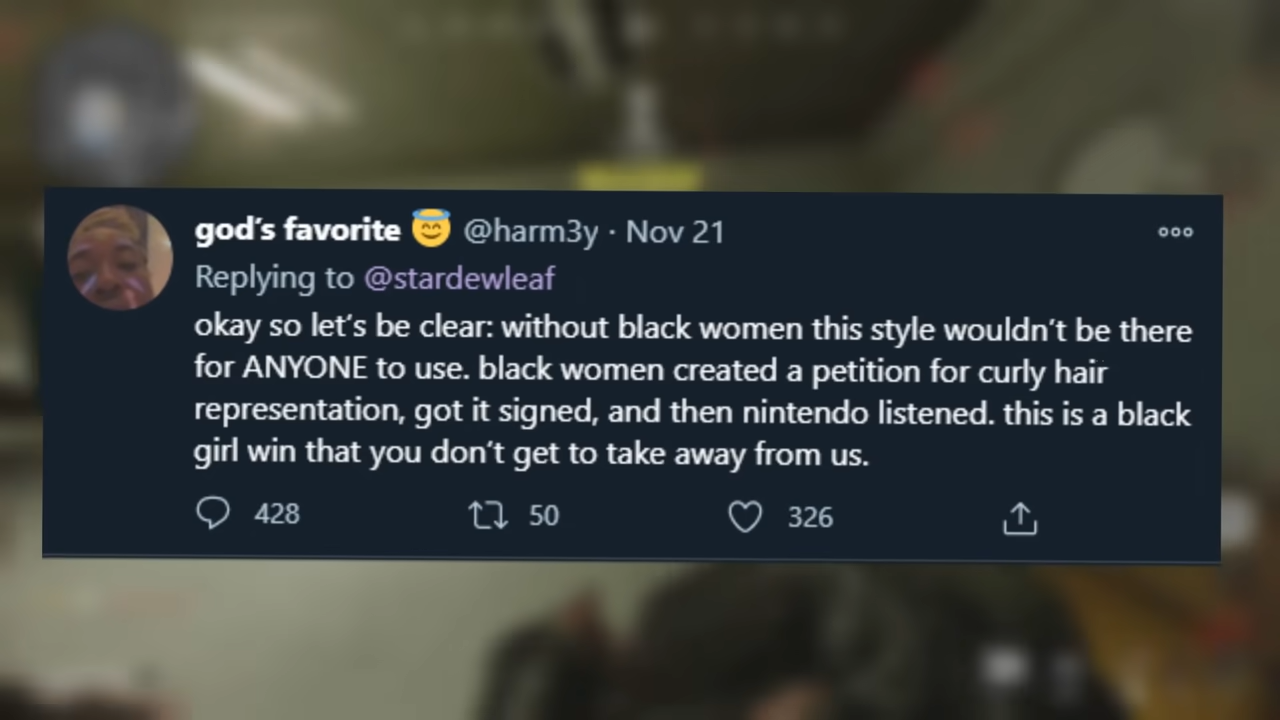 god's favorite 😇 @harm3y · Nov 21
Replying to @stardewleaf
okay so let's be clear: without black women this style wouldn't be there
for ANYONE to use. black women created a petition for curly hair
representation, got it signed, and then nintendo listened. this is a black
girl win that you don't get to take away from us.
428 50 326